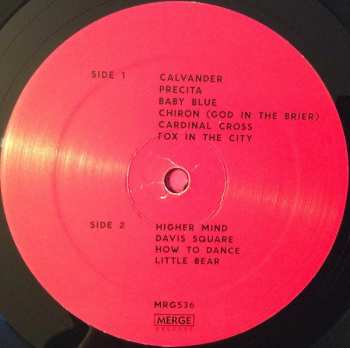 SIDE 1 CALVANDER
PRECITA
BABY BLUE
CHIRON (GOD IN THE BRIER)
CARDINAL CROSS
FOX IN THE CITY
SIDE 2 HIGHER MIND
DAVIS SQUARE
HOW TO DANCE
LITTLE BEAR
MRG536
MERGE
RECORDS